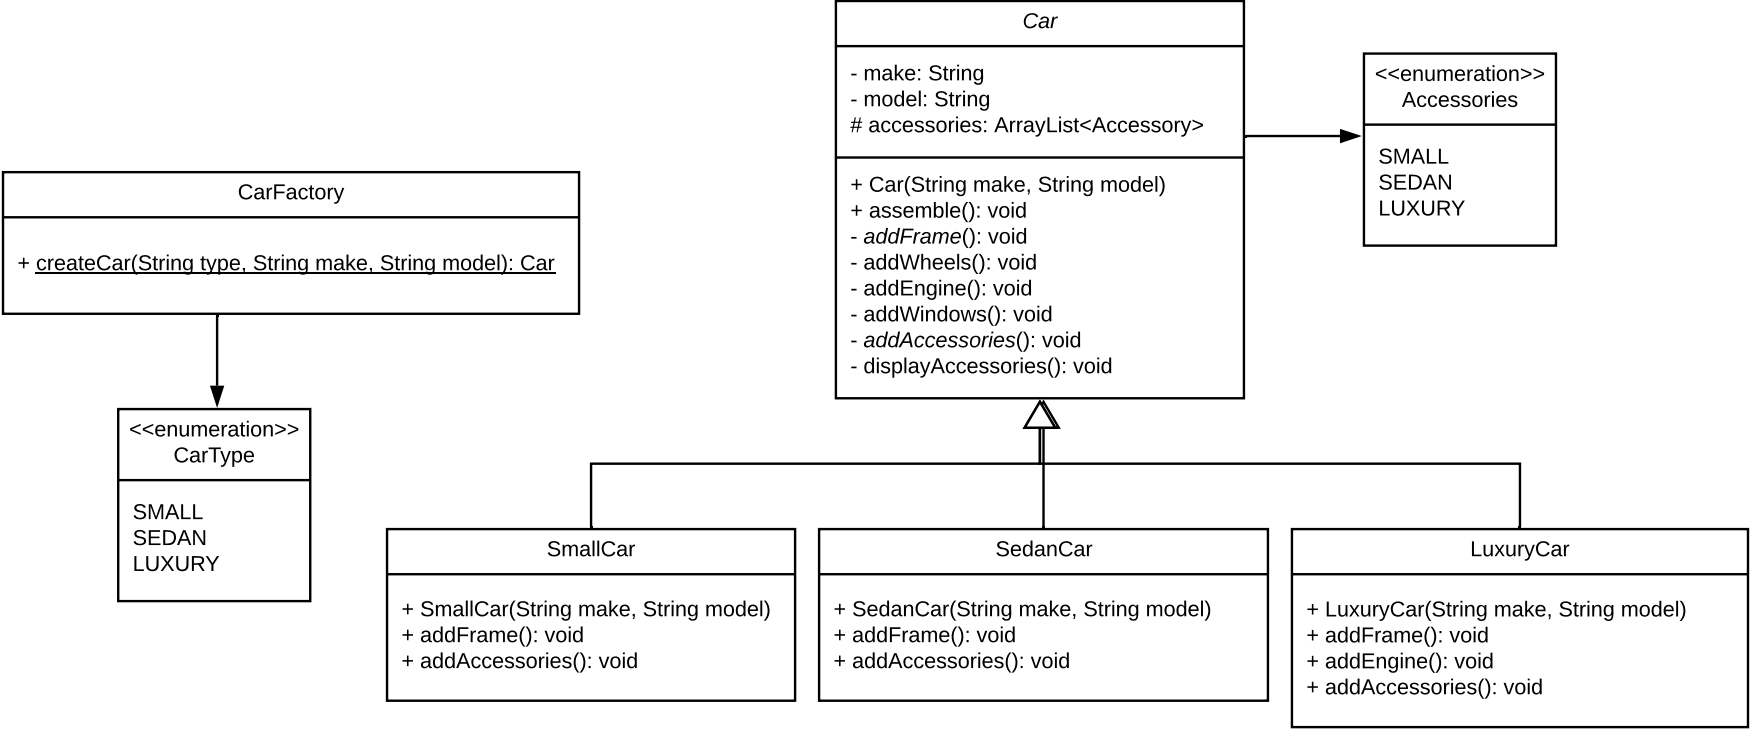 Car
- make: String
- model: String
# accessories: ArrayList<Accessory>
+ Car(String make, String model)
+ assemble(): void
- addFrame(): void
- addWheels(): void
- addEngine(): void
- addWindows(): void
- addAccessories(): void
- displayAccessories(): void
<<enumeration>>
Accessories
SMALL
SEDAN
LUXURY
CarFactory
+ createCar(String type, String make, String model): Car
<<enumeration>>
CarType
SMALL
SEDAN
LUXURY
SmallCar
+ SmallCar(String make, String model)
+ addFrame(): void
+ addAccessories(): void
SedanCar
+ SedanCar(String make, String model)
+ addFrame(): void
+ addAccessories(): void
LuxuryCar
+ LuxuryCar(String make, String model)
+ addFrame(): void
+ addEngine(): void
+ addAccessories(): void